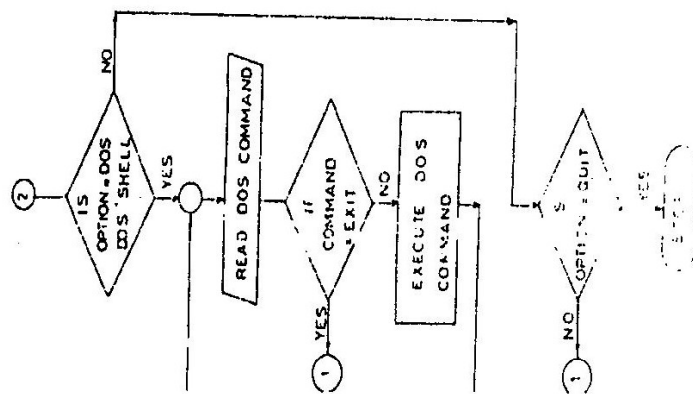 2
IS
OPTION = DOS
DOS SHELL
NO
YES
READ DOS COMMAND
IF
COMMAND
= EXIT
YES
1
NO
EXECUTE DOS
COMMAND
OPTION = QUIT
NO
1
YES